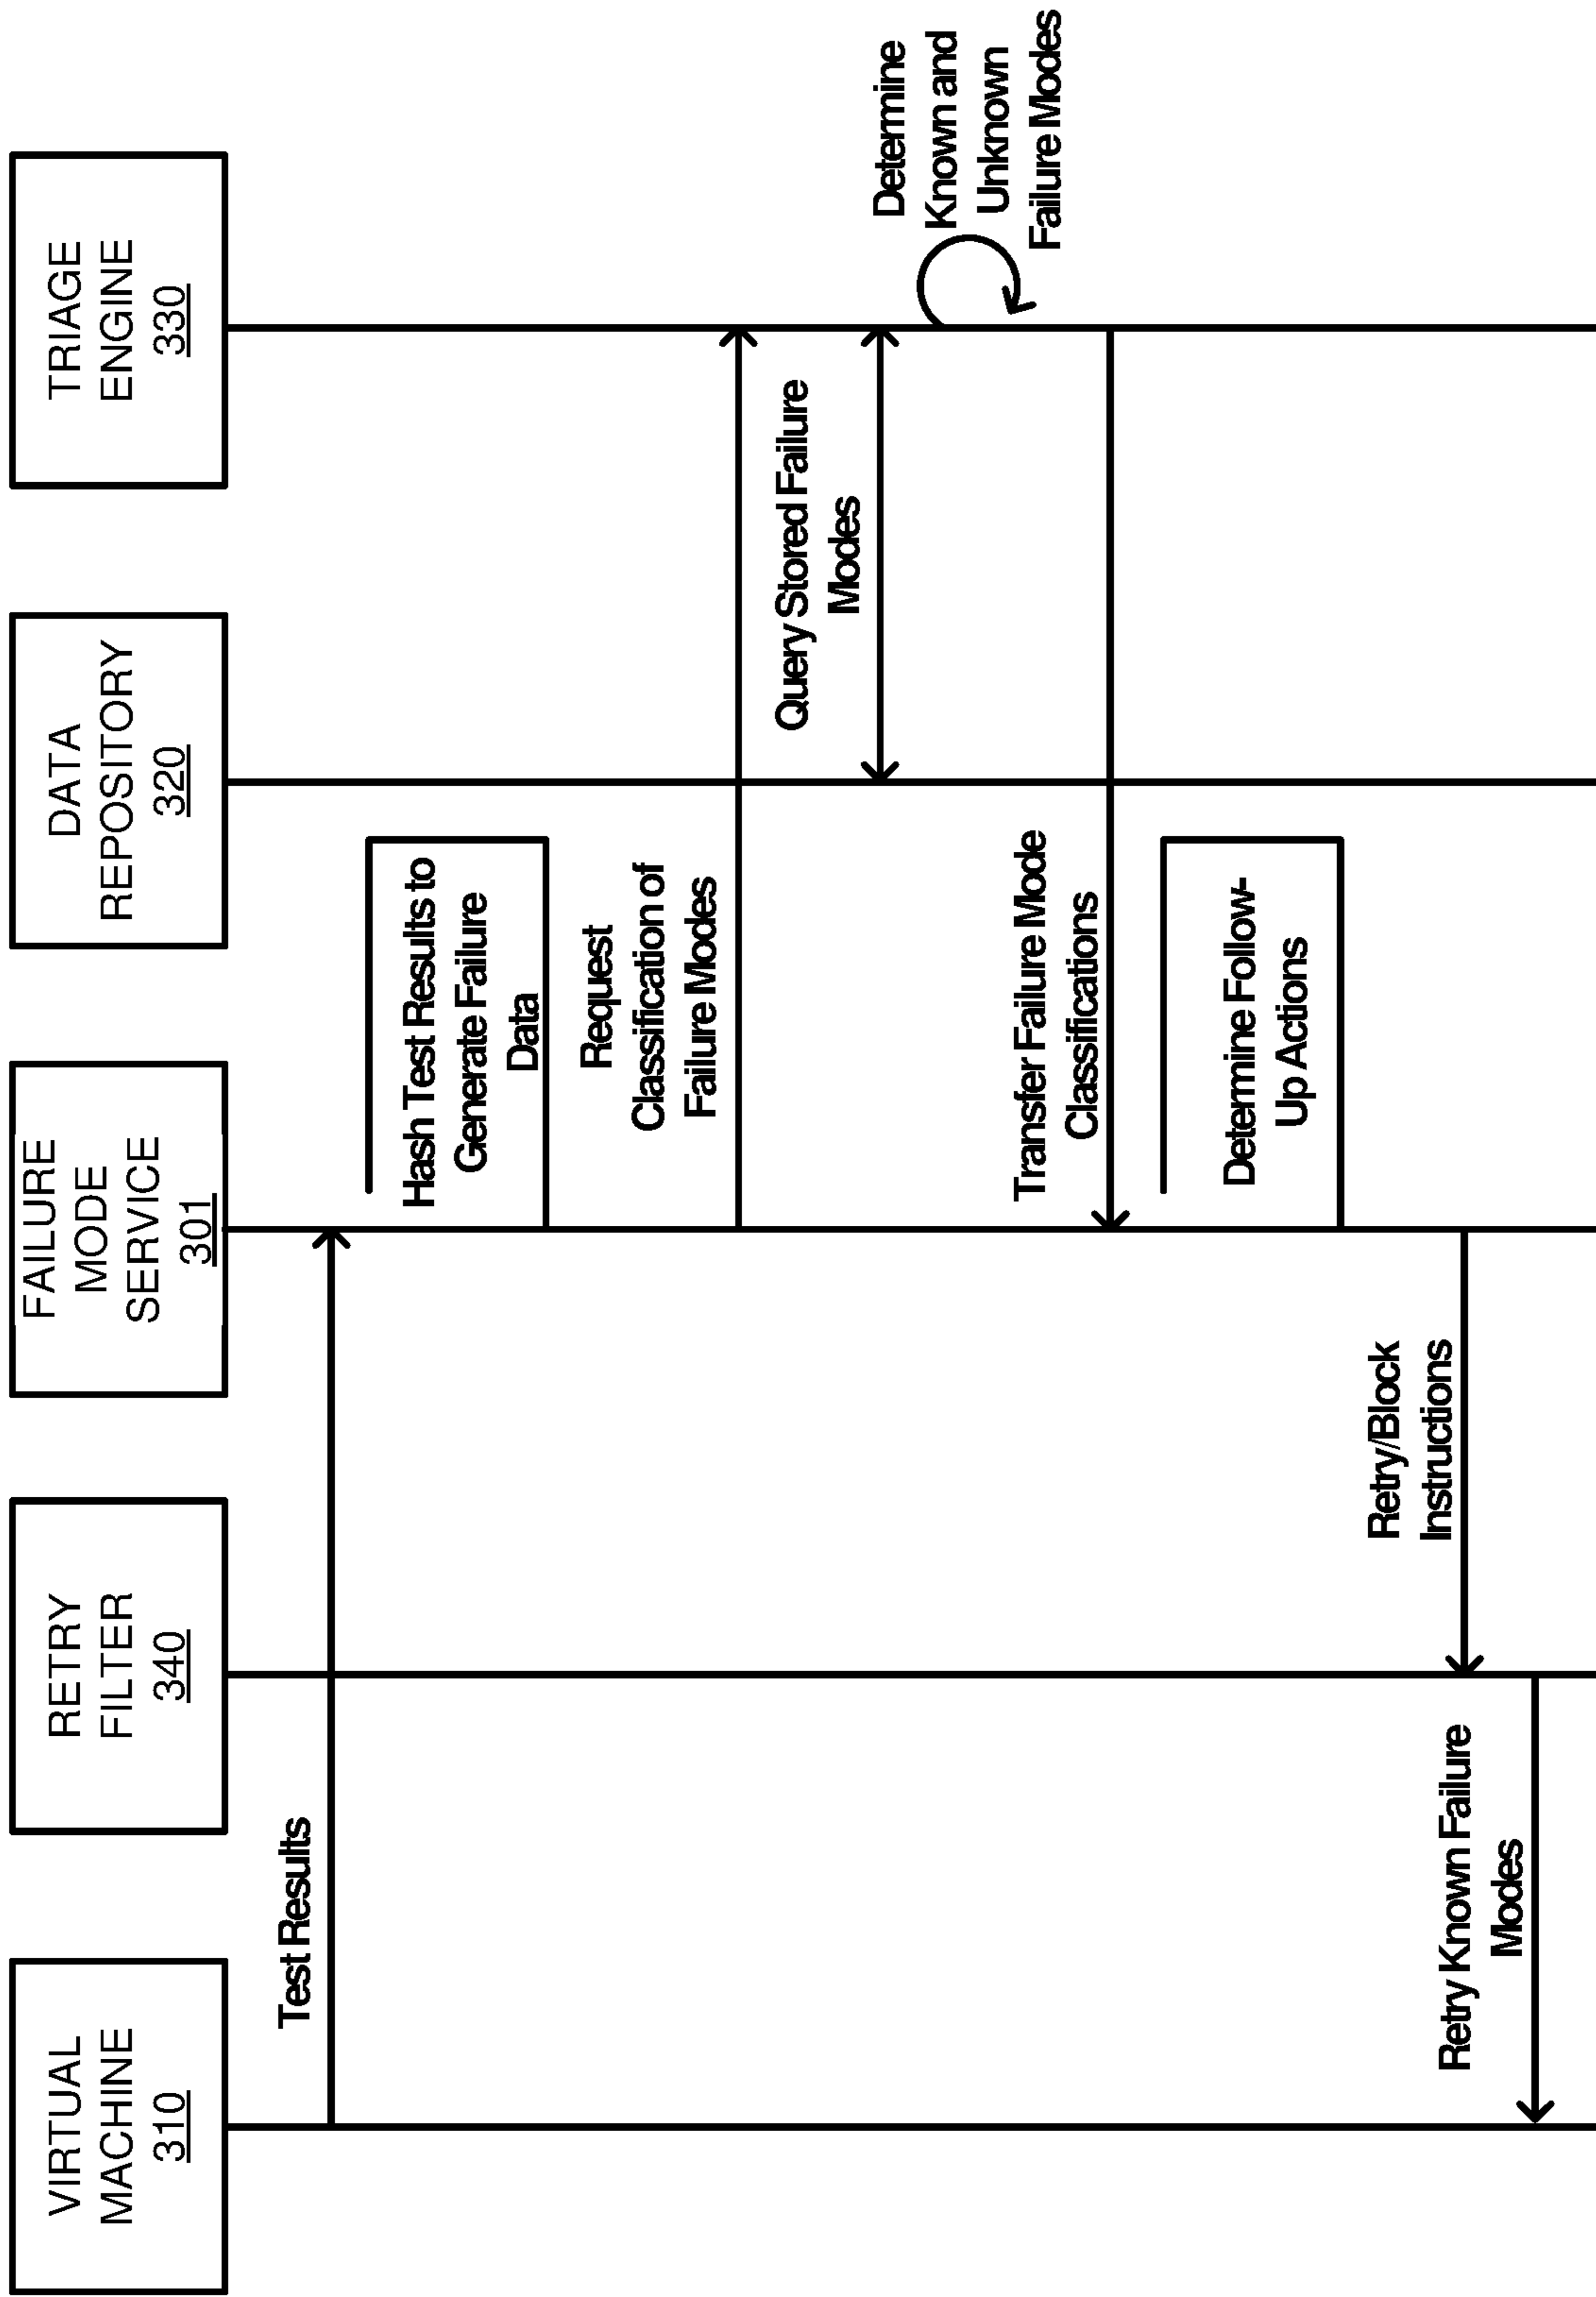 VIRTUAL
MACHINE
310
RETRY
FILTER
340
FAILURE
MODE
SERVICE
301
DATA
REPOSITORY
320
TRIAGE
ENGINE
330
Test Results
Hash Test Results to
Generate Failure
Data
Request
Classification of
Failure Modes
Query Stored Failure
Modes
Determine
Known and
Unknown
Failure Modes
Transfer Failure Mode
Classifications
Determine Follow-
Up Actions
Retry/Block
Instructions
Retry Known Failure
Modes